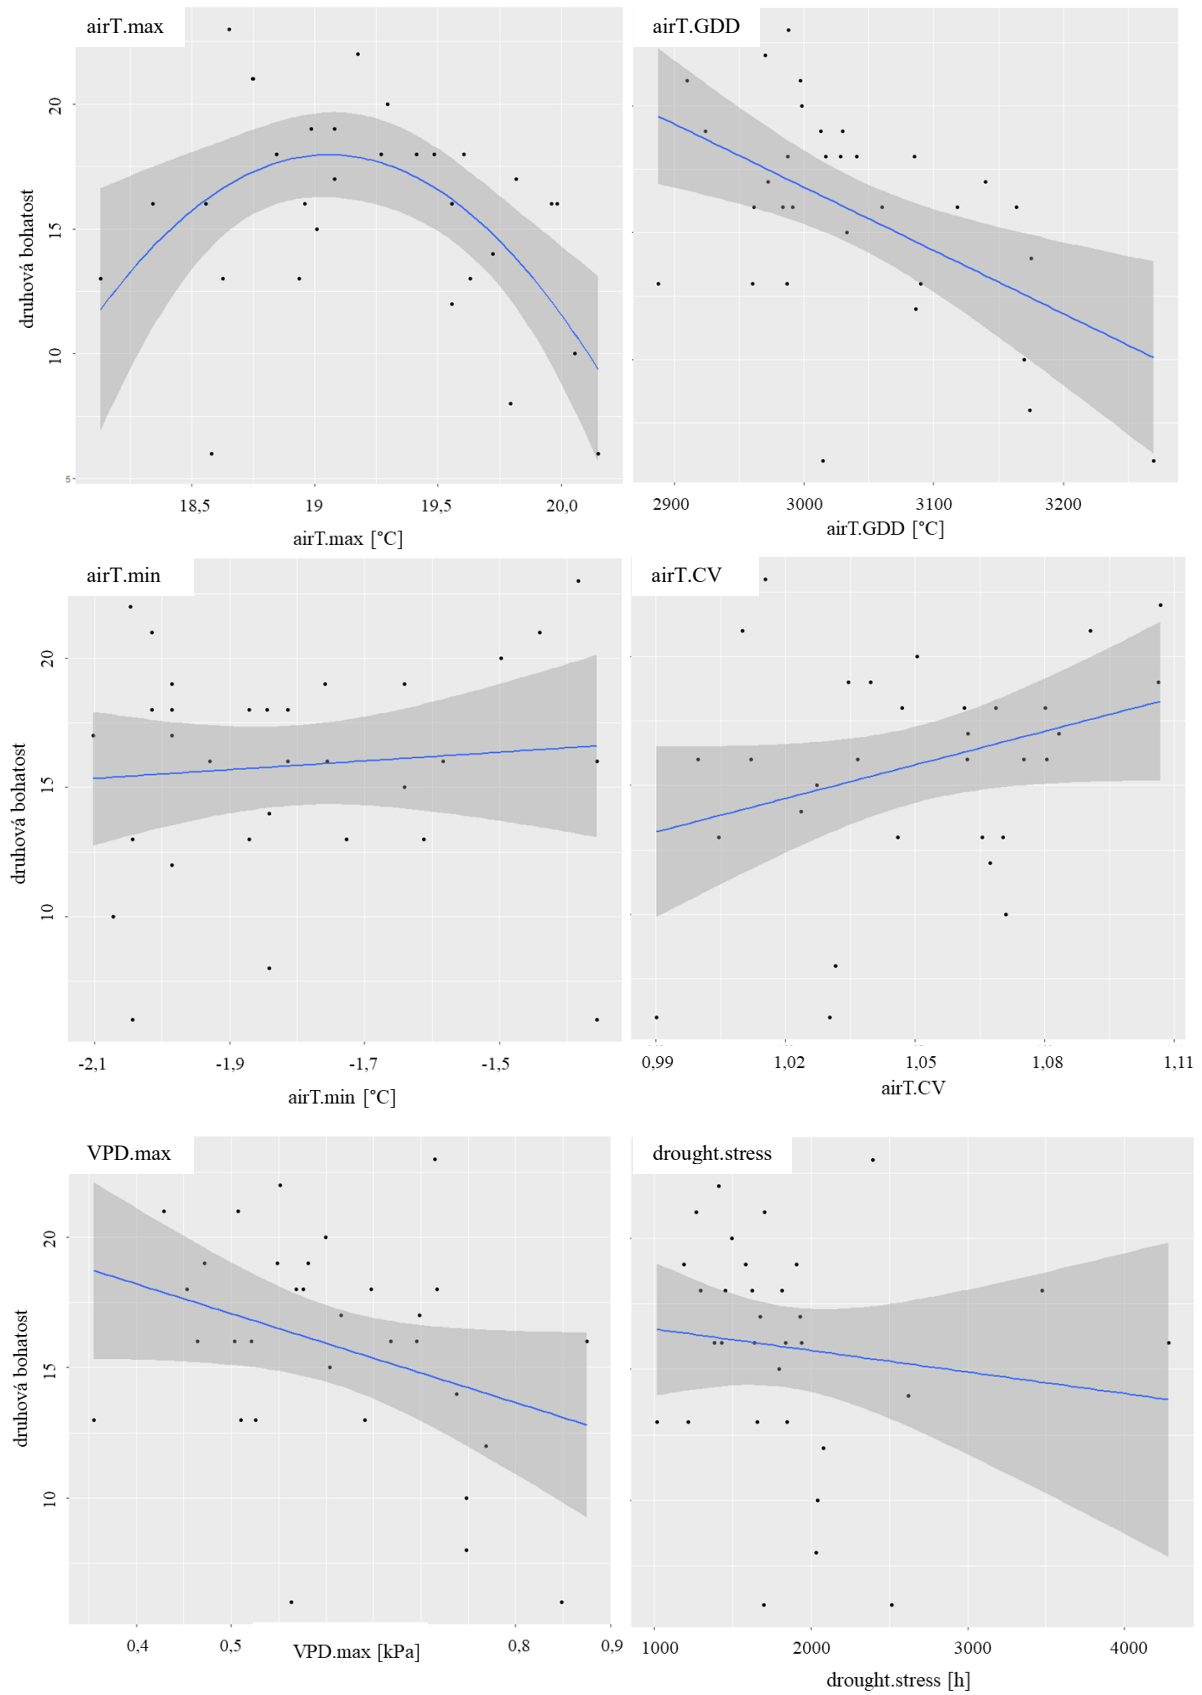 airT.max
airT.GDD
druhová bohatost
20
15
10
5
18,5
19
19,5
20,0
airT.max [°C]
2900
3000
3100
3200
airT.GDD [°C]
airT.min
airT.CV
druhová bohatost
20
15
10
-2,1
-1,9
-1,7
-1,5
airT.min [°C]
0,99
1,02
1,05
1,08
1,11
airT.CV
VPD.max
drought.stress
druhová bohatost
20
15
10
0,4
0,5
0,8
0,9
VPD.max [kPa]
1000
2000
3000
4000
drought.stress [h]